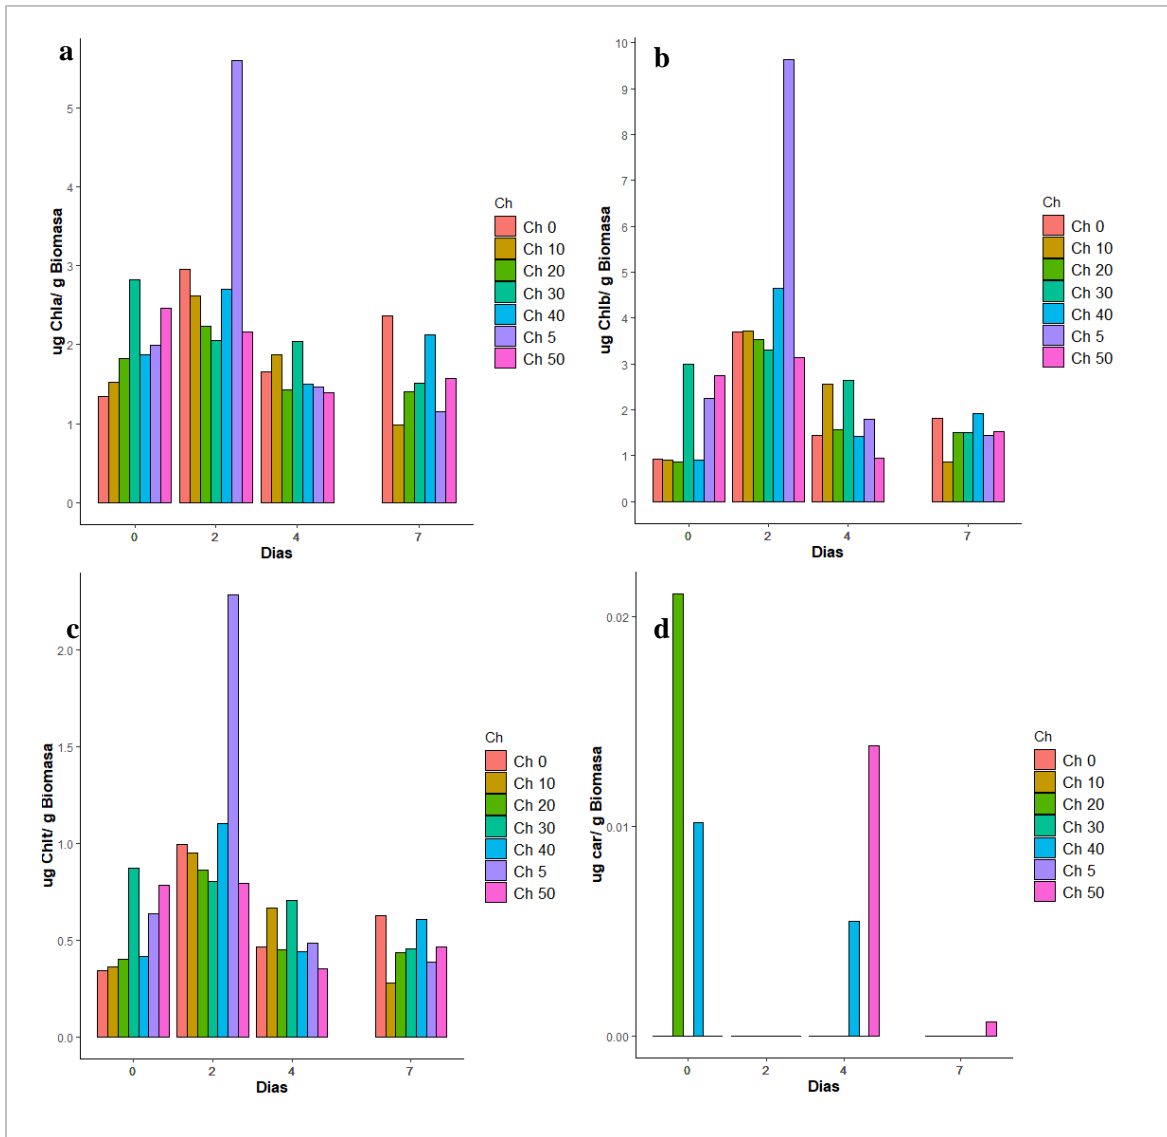 a
ug Chla/ g Biomasa
5
4
3
2
1
0
0 2 4 7
Dias
Ch
Ch 0
Ch 10
Ch 20
Ch 30
Ch 40
Ch 5
Ch 50
b
ug Chlb/ g Biomasa
10
9
8
7
6
5
4
3
2
1
0
0 2 4 7
Dias
Ch
Ch 0
Ch 10
Ch 20
Ch 30
Ch 40
Ch 5
Ch 50
c
ug Chlt/ g Biomasa
2.0
1.5
1.0
0.5
0.0
0 2 4 7
Dias
Ch
Ch 0
Ch 10
Ch 20
Ch 30
Ch 40
Ch 5
Ch 50
d
ug car/ g Biomasa
0.02
0.01
0.00
0 2 4 7
Dias
Ch
Ch 0
Ch 10
Ch 20
Ch 30
Ch 40
Ch 5
Ch 50